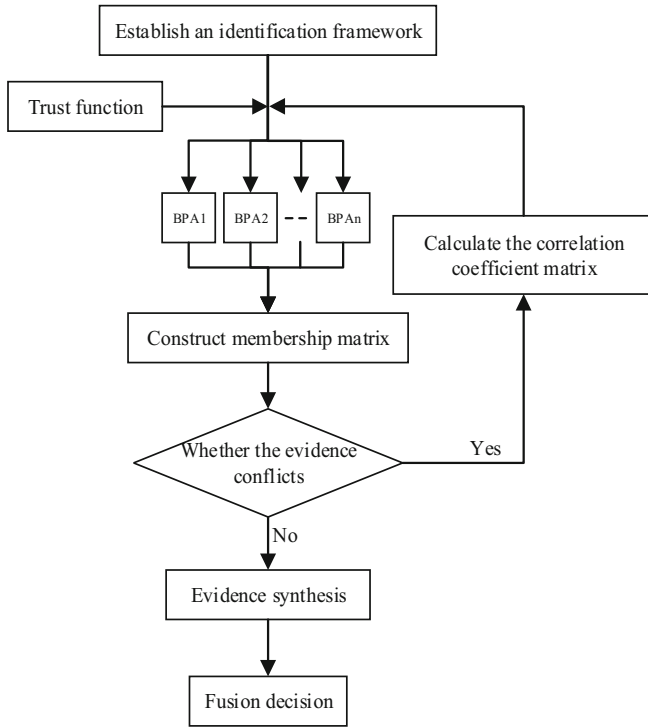 Establish an identification framework
Trust function
BPA1
BPA2
--
BPAn
Calculate the correlation
coefficient matrix
Construct membership matrix
Whether the evidence
conflicts
Yes
No
Evidence synthesis
Fusion decision